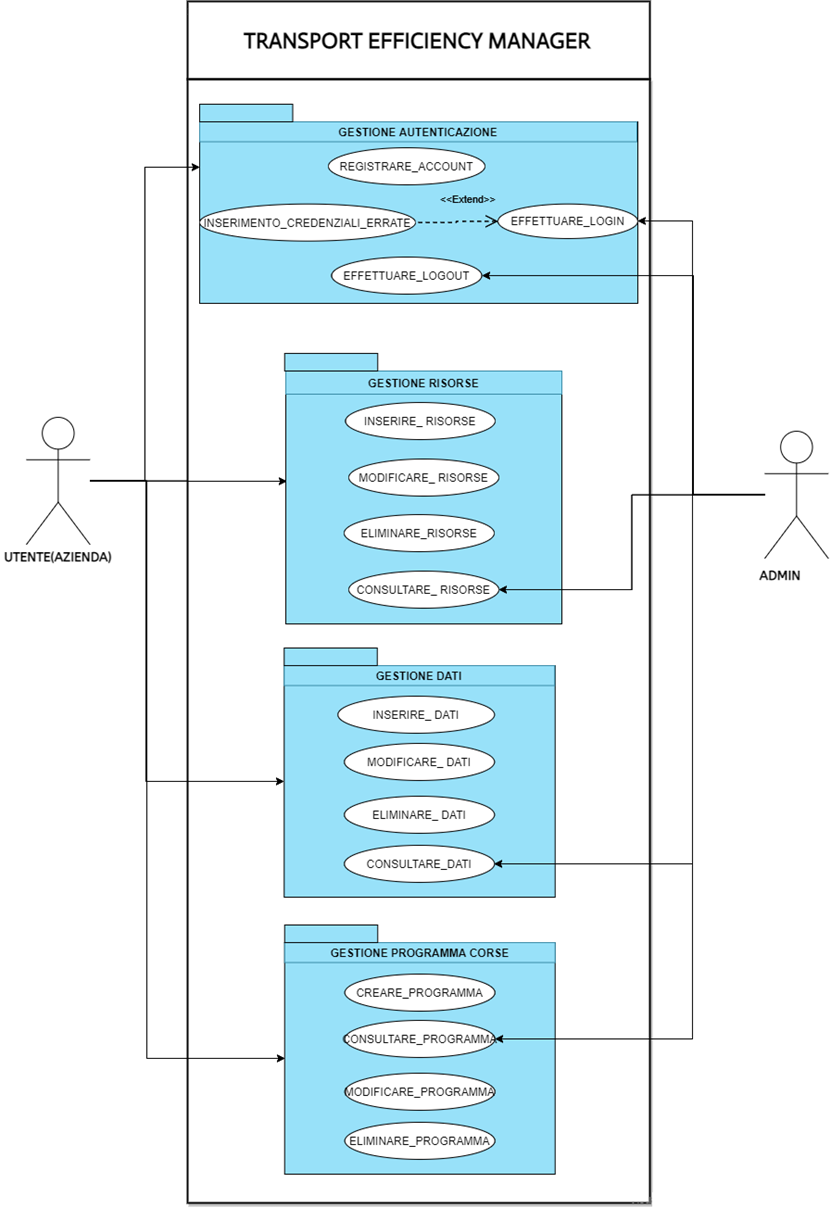 TRANSPORT EFFICIENCY MANAGER
GESTIONE AUTENTICAZIONE
REGISTRARE_ACCOUNT
<<Extend>>
INSERIMENTO_CREDENZIALI_ERRATE
EFFETTUARE_LOGIN
EFFETTUARE_LOGOUT
GESTIONE RISORSE
INSERIRE_ RISORSE
MODIFICARE_ RISORSE
ELIMINARE_RISORSE
CONSULTARE_ RISORSE
UTENTE(AZIENDA)
ADMIN
GESTIONE DATI
INSERIRE_ DATI
MODIFICARE_ DATI
ELIMINARE_ DATI
CONSULTARE_DATI
GESTIONE PROGRAMMA CORSE
CREARE_PROGRAMMA
CONSULTARE_PROGRAMMA
MODIFICARE_PROGRAMMA
ELIMINARE_PROGRAMMA